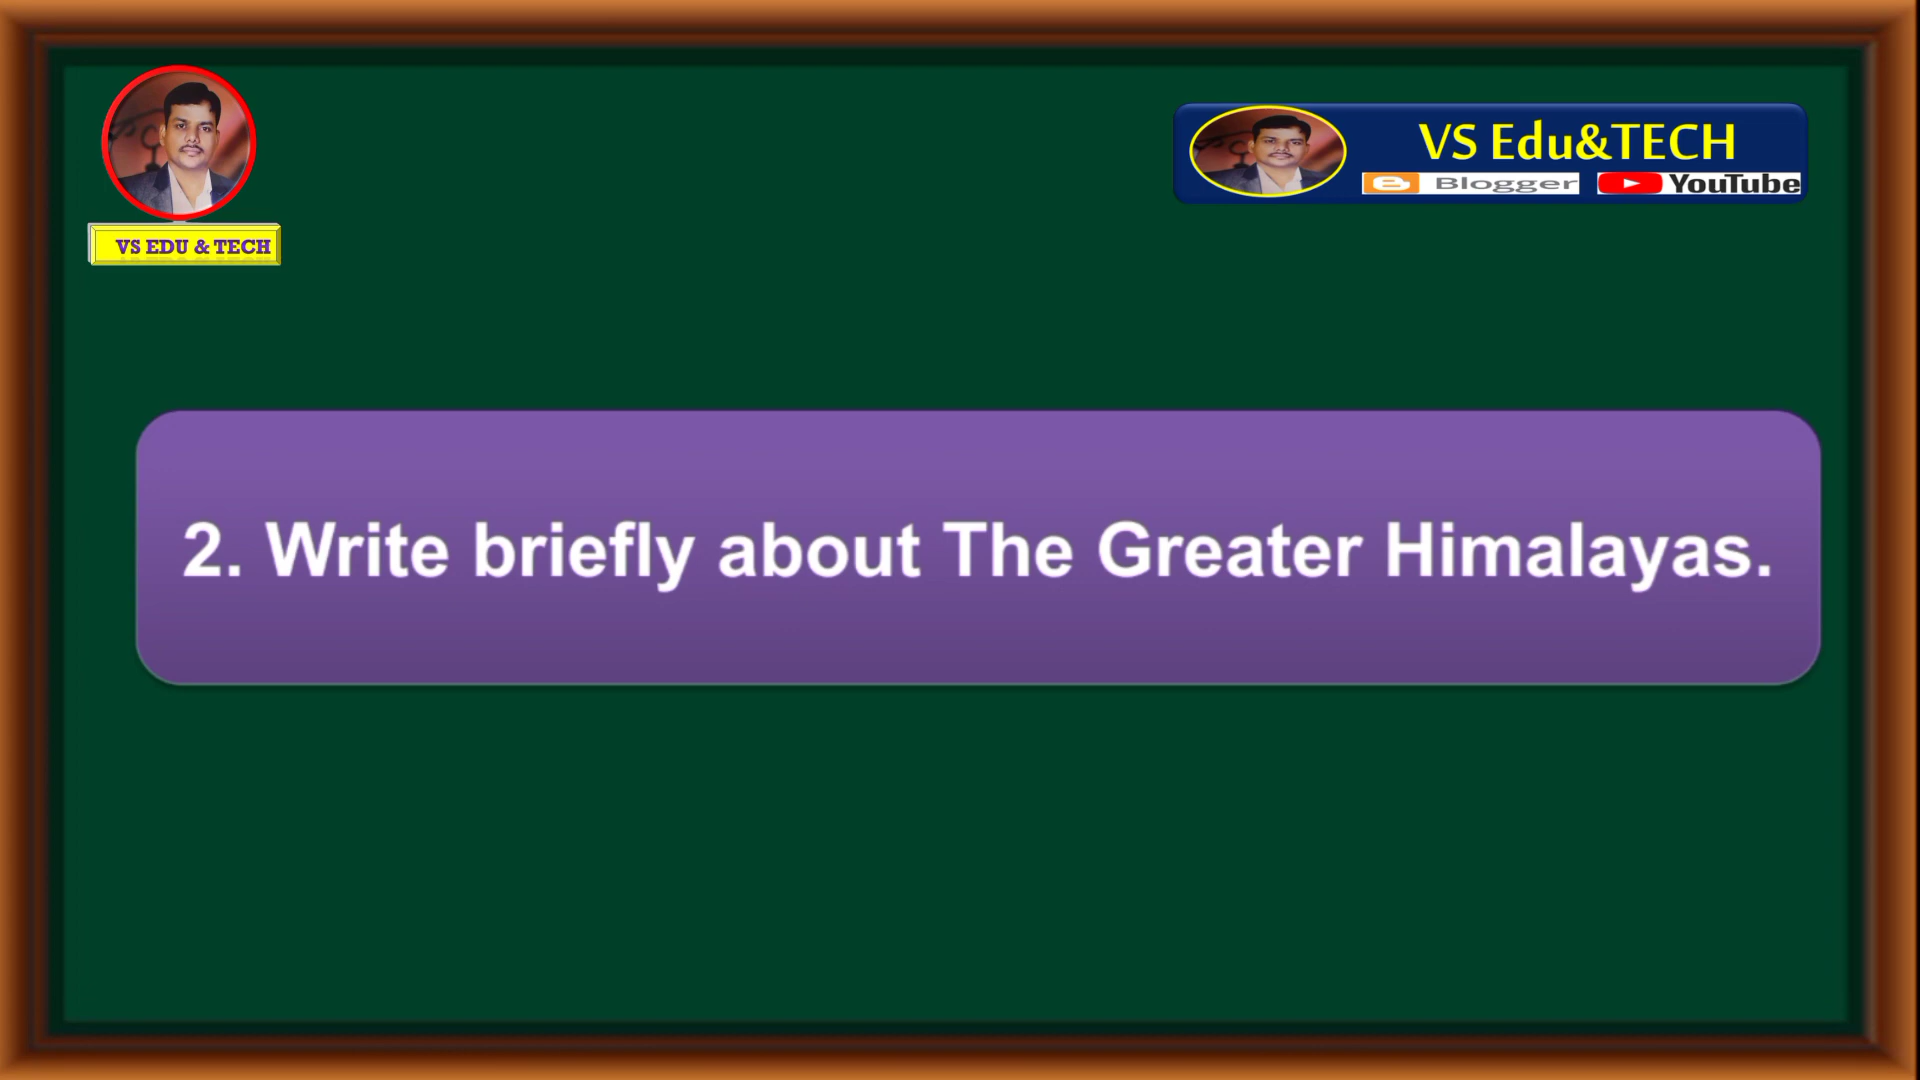 VS EDU & TECH
VS Edu&TECH
Blogger
YouTube
2. Write briefly about The Greater Himalayas.